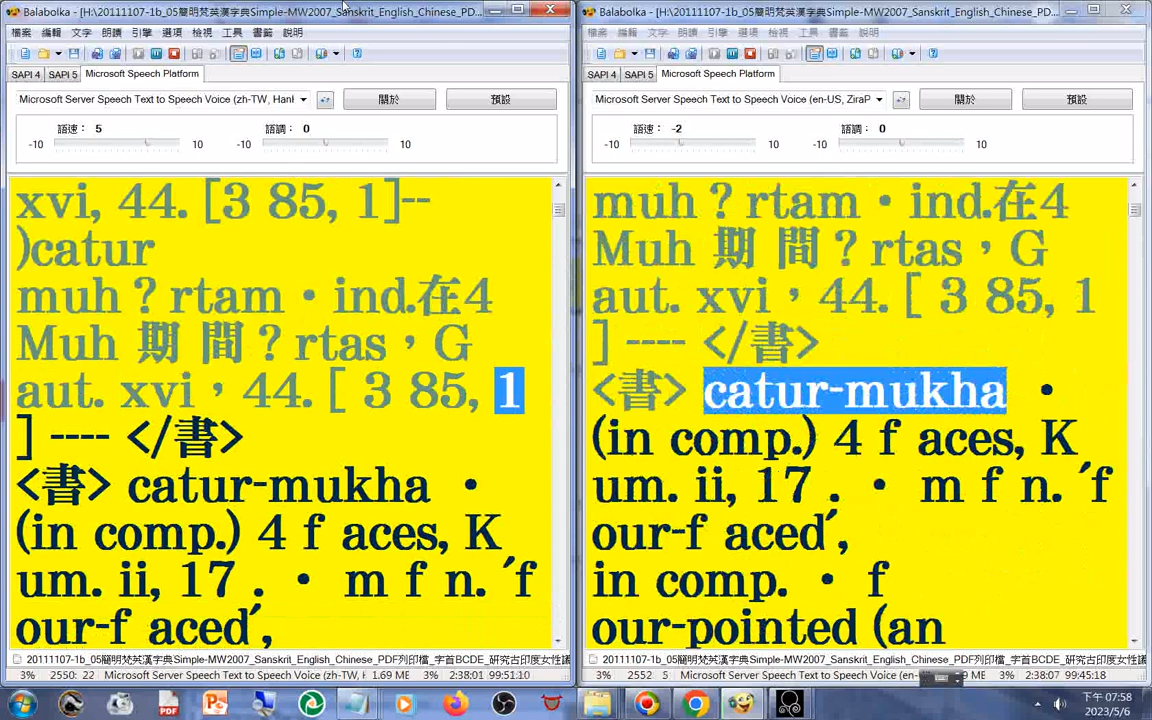 Balabolka - [H:\20111107-1b_05簡明梵英漢字典Simple-MW2007_Sanskrit_English_Chinese_PD...
檔案 編輯 文字 朗讀 引擎 選項 檢視 工具 書籤 說明
SAPI 4 SAPI 5 Microsoft Speech Platform
Microsoft Server Speech Text to Speech Voice (zh-TW, Hanl 關於 預設
語速： 5 語調： 0
-10 10 -10 10
xvi, 44. [3 85, 1]--
)catur
muh？rtam・ind.在4
Muh 期 間？rtas，G
aut. xvi，44. [ 3 85, 1
] ---- </書>
<書> catur-mukha ・
(in comp.) 4 f aces, K
um. ii, 17 . ・ m f n. ′f
our-f aced′,
20111107-1b_05簡明梵英漢字典Simple-MW2007_Sanskrit_English_Chinese_PDF列印檔_字首BCDE_研究古印度女性議
3% 2550: 22 Microsoft Server Speech Text to Speech Voice (zh-TW, H 1.69 ME 3% 2:38:01 99:51:10
Balabolka - [H:\20111107-1b_05簡明梵英漢字典Simple-MW2007_Sanskrit_English_Chinese_PD...
檔案 編輯 文字 朗讀 引擎 選項 檢視 工具 書籤 說明
SAPI 4 SAPI 5 Microsoft Speech Platform
Microsoft Server Speech Text to Speech Voice (en-US, ZiraP 關於 預設
語速： -2 語調： 0
-10 10 -10 10
muh？rtam・ind.在4
Muh 期 間？rtas，G
aut. xvi，44. [ 3 85, 1
] ---- </書>
<書> catur-mukha ・
(in comp.) 4 f aces, K
um. ii, 17 . ・ m f n. ′f
our-f aced′,
in comp. ・ f
our-pointed (an
20111107-1b_05簡明梵英漢字典Simple-MW2007_Sanskrit_English_Chinese_PDF列印檔_字首BCDE_研究古印度女性議
3% 2552 5 Microsoft Server Speech Text to Speech Voice 9 ME 3% 2:38:07 99:45:18
PDF
下午 07:58
2023/5/6